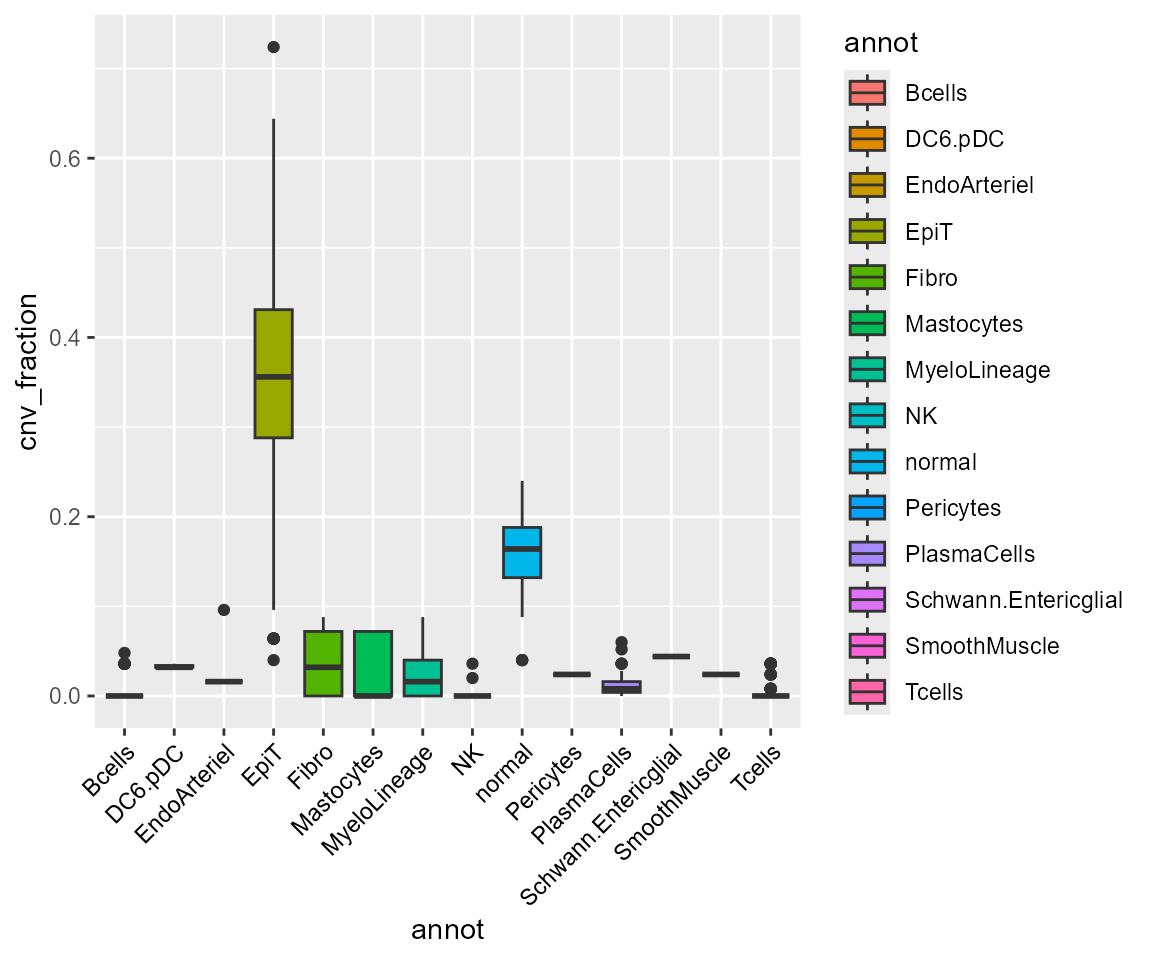 cnv_fraction
0.6
0.4
0.2
0.0
Bcells
DC6.pDC
EndoArteriel
EpiT
Fibro
Mastocytes
MyeloLineage
NK
normal
Pericytes
PlasmaCells
Schwann.Entericglial
SmoothMuscle
Tcells
annot
annot
Bcells
DC6.pDC
EndoArteriel
EpiT
Fibro
Mastocytes
MyeloLineage
NK
normal
Pericytes
PlasmaCells
Schwann.Entericglial
SmoothMuscle
Tcells